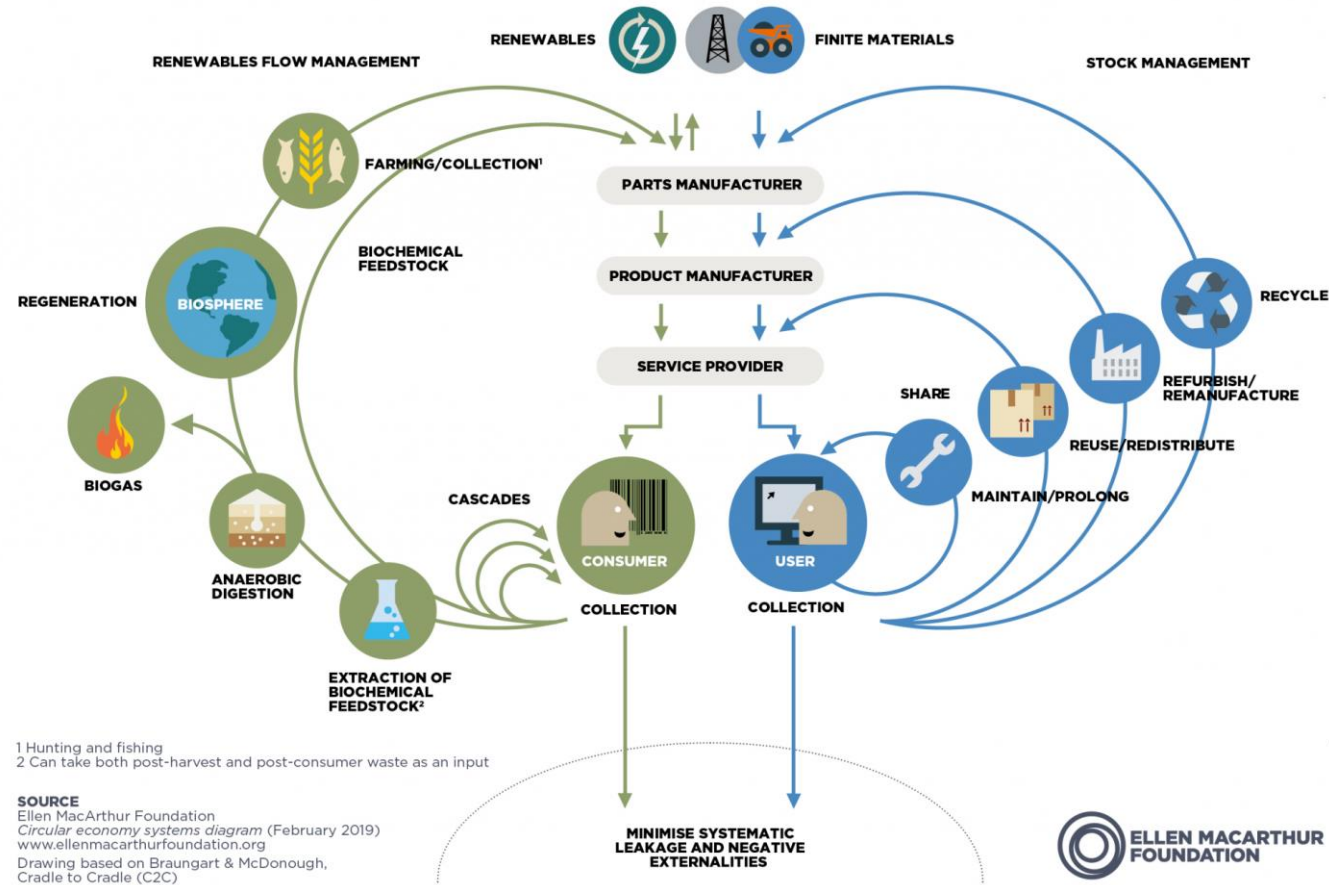 RENEWABLES
FINITE MATERIALS
RENEWABLES FLOW MANAGEMENT
STOCK MANAGEMENT
FARMING/COLLECTION¹
PARTS MANUFACTURER
BIOCHEMICAL
FEEDSTOCK
PRODUCT MANUFACTURER
REGENERATION
BIOSPHERE
RECYCLE
SERVICE PROVIDER
SHARE
REFURBISH/
REMANUFACTURE
REUSE/REDISTRIBUTE
BIOGAS
CASCADES
MAINTAIN/PROLONG
CONSUMER
USER
ANAEROBIC
DIGESTION
COLLECTION
COLLECTION
EXTRACTION OF
BIOCHEMICAL
FEEDSTOCK²
1 Hunting and fishing
2 Can take both post-harvest and post-consumer waste as an input
SOURCE
Ellen MacArthur Foundation
Circular economy systems diagram (February 2019)
www.ellenmacarthurfoundation.org
Drawing based on Braungart & McDonough,
Cradle to Cradle (C2C)
MINIMISE SYSTEMATIC
LEAKAGE AND NEGATIVE
EXTERNALITIES
ELLEN MACARTHUR
FOUNDATION